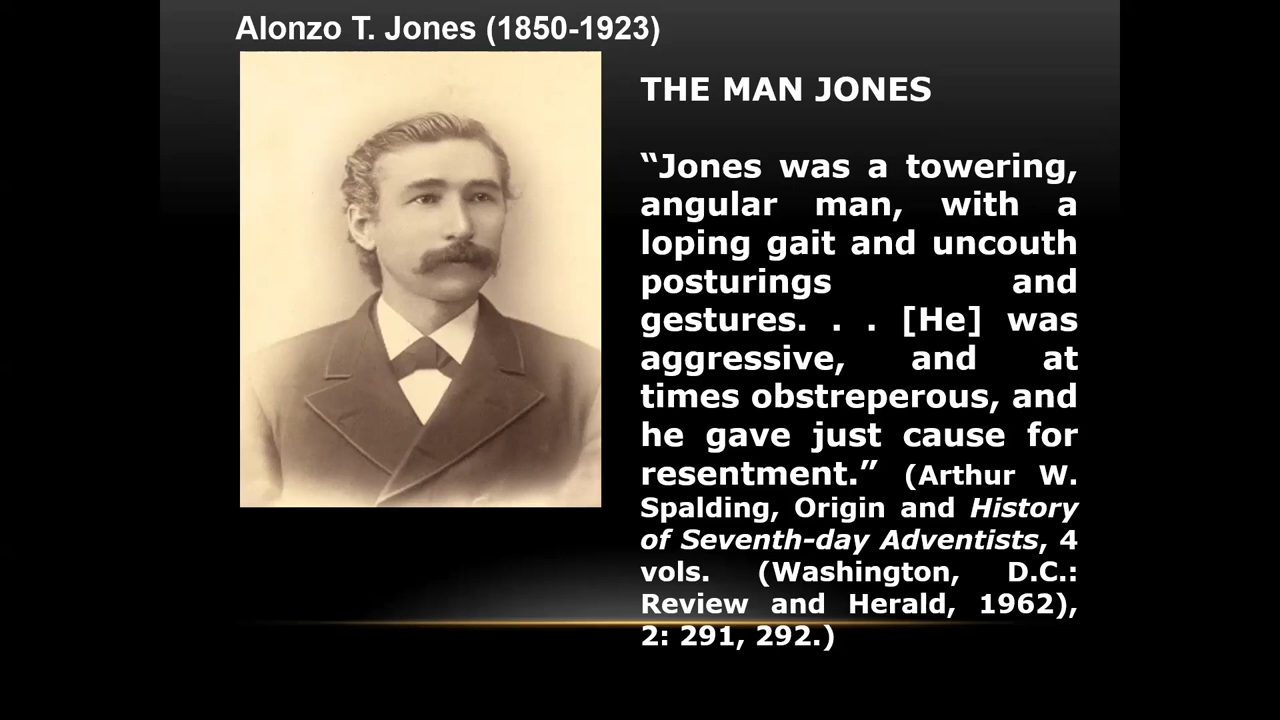 Alonzo T. Jones (1850-1923)
THE MAN JONES
“Jones was a towering,
angular man, with a
loping gait and uncouth
posturings and
gestures. . . [He] was
aggressive, and at
times obstreperous, and
he gave just cause for
resentment.” (Arthur W.
Spalding, Origin and History
of Seventh-day Adventists, 4
vols. (Washington, D.C.:
Review and Herald, 1962),
2: 291, 292.)